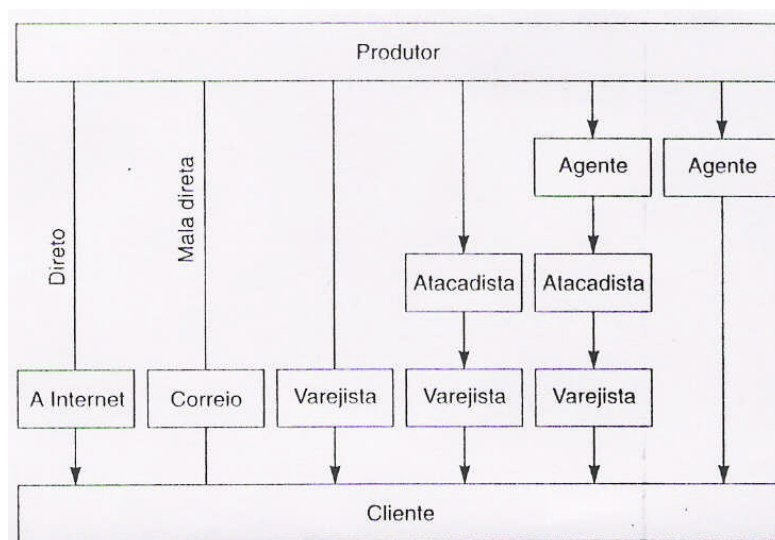 Produtor
Agente
Agente
Direto
Mala direta
Atacadista
Atacadista
A Internet
Correio
Varejista
Varejista
Varejista
Cliente